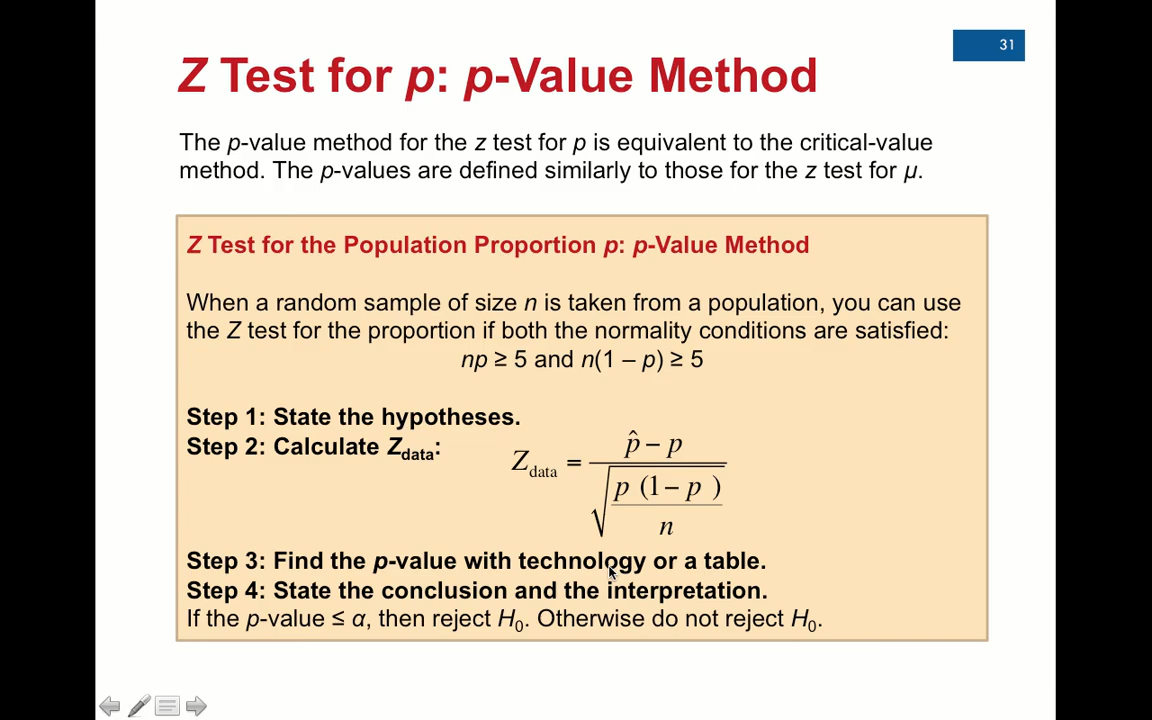 31
Z Test for p: p-Value Method
The p-value method for the z test for p is equivalent to the critical-value
method. The p-values are defined similarly to those for the z test for μ.
Z Test for the Population Proportion p: p-Value Method
When a random sample of size n is taken from a population, you can use
the Z test for the proportion if both the normality conditions are satisfied:
np ≥ 5 and n(1 – p) ≥ 5
Step 1: State the hypotheses.
Step 2: Calculate Z_data: Z_data = (p̂ − p) / √(p (1 − p ) / n)
Step 3: Find the p-value with technology or a table.
Step 4: State the conclusion and the interpretation.
If the p-value ≤ α, then reject H₀. Otherwise do not reject H₀.